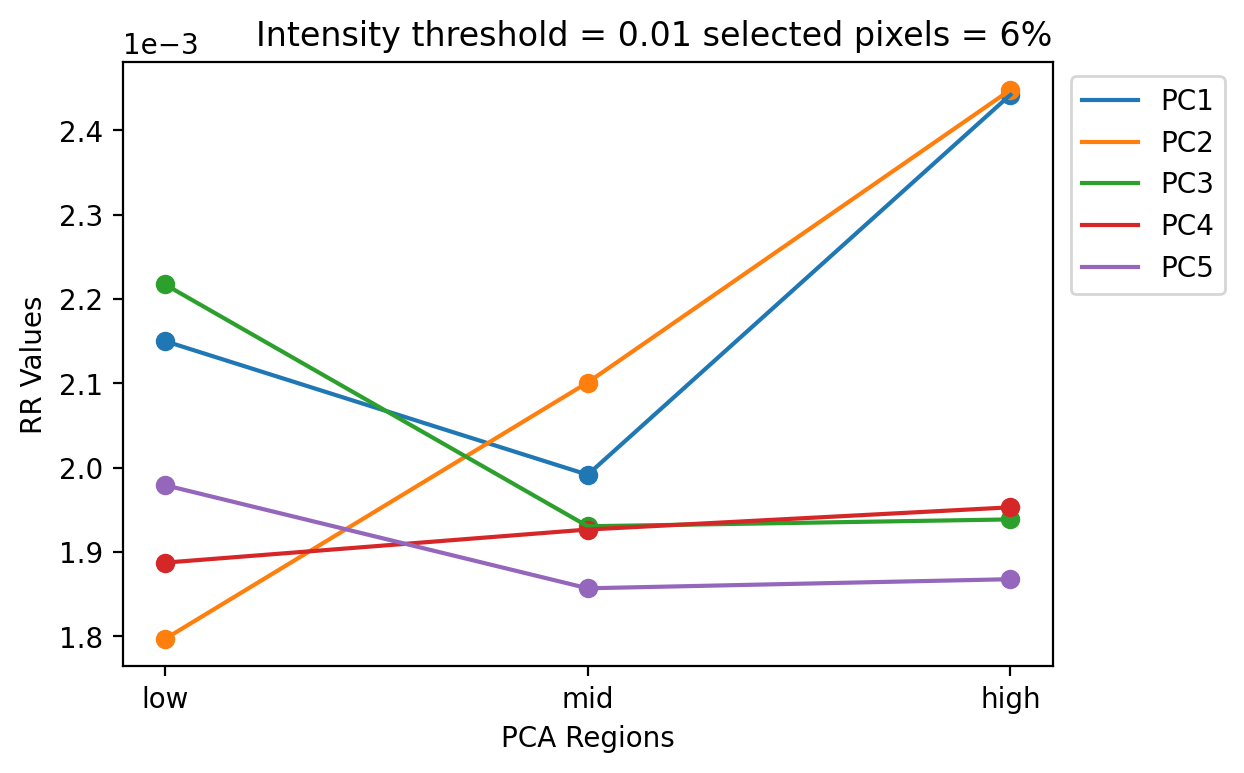 Intensity threshold = 0.01 selected pixels = 6%
1e−3
2.4
2.3
2.2
2.1
2.0
1.9
1.8
RR Values
low
mid
high
PCA Regions
PC1
PC2
PC3
PC4
PC5